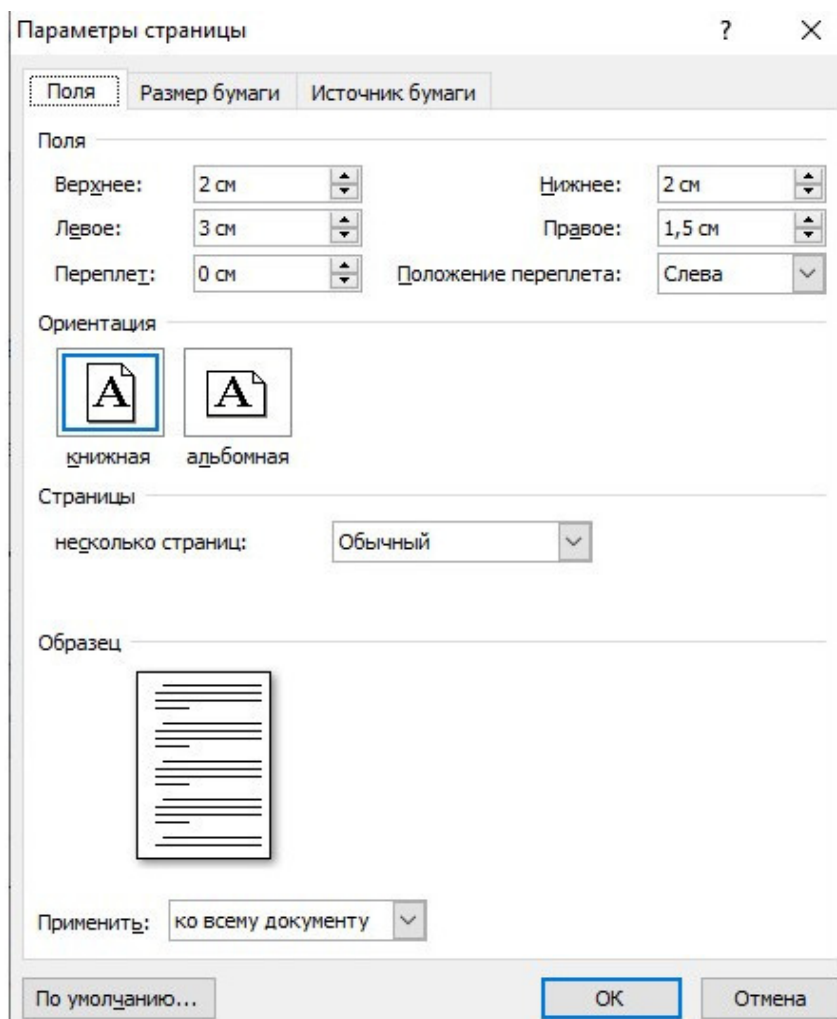 Параметры страницы ? X
Поля Размер бумаги Источник бумаги
Поля
Верхнее: 2 см Нижнее: 2 см
Левое: 3 см Правое: 1,5 см
Переплет: 0 см Положение переплета: Слева
Ориентация
A A
книжная альбомная
Страницы
несколько страниц: Обычный
Образец
Применить: ко всему документу
По умолчанию... ОК Отмена